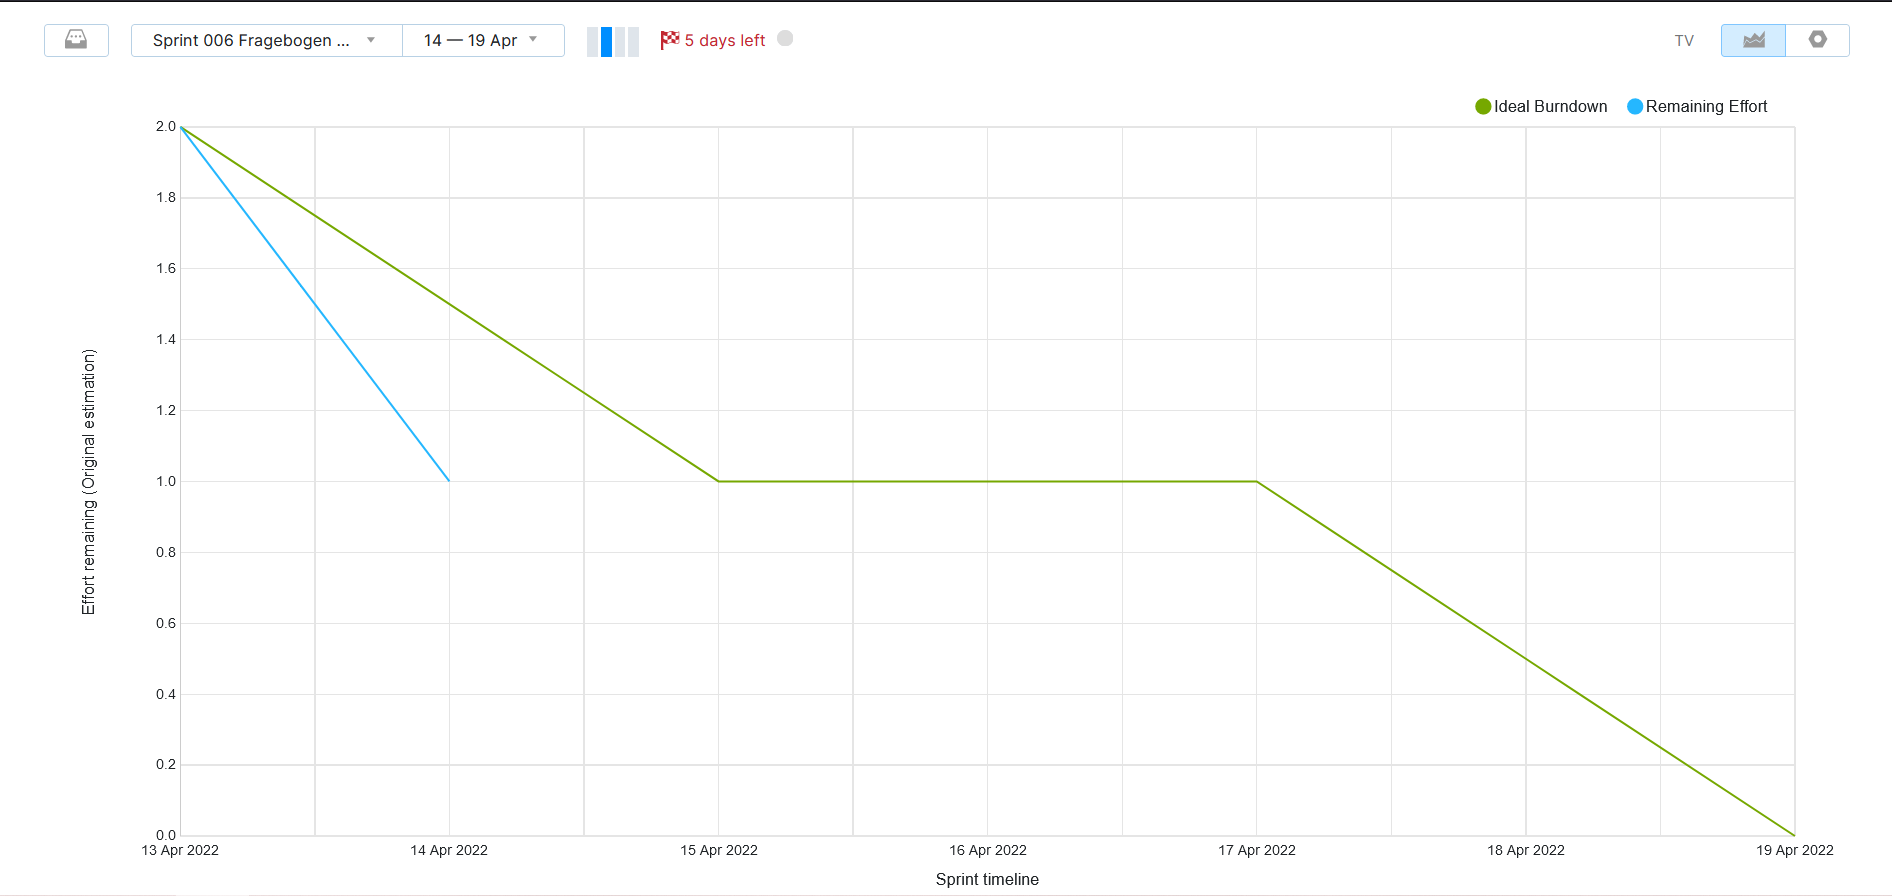 Sprint 006 Fragebogen ...
14 — 19 Apr
5 days left
TV
Ideal Burndown
Remaining Effort
2.0
1.8
1.6
1.4
1.2
1.0
0.8
0.6
0.4
0.2
0.0
Effort remaining (Original estimation)
13 Apr 2022
14 Apr 2022
15 Apr 2022
16 Apr 2022
17 Apr 2022
18 Apr 2022
19 Apr 2022
Sprint timeline